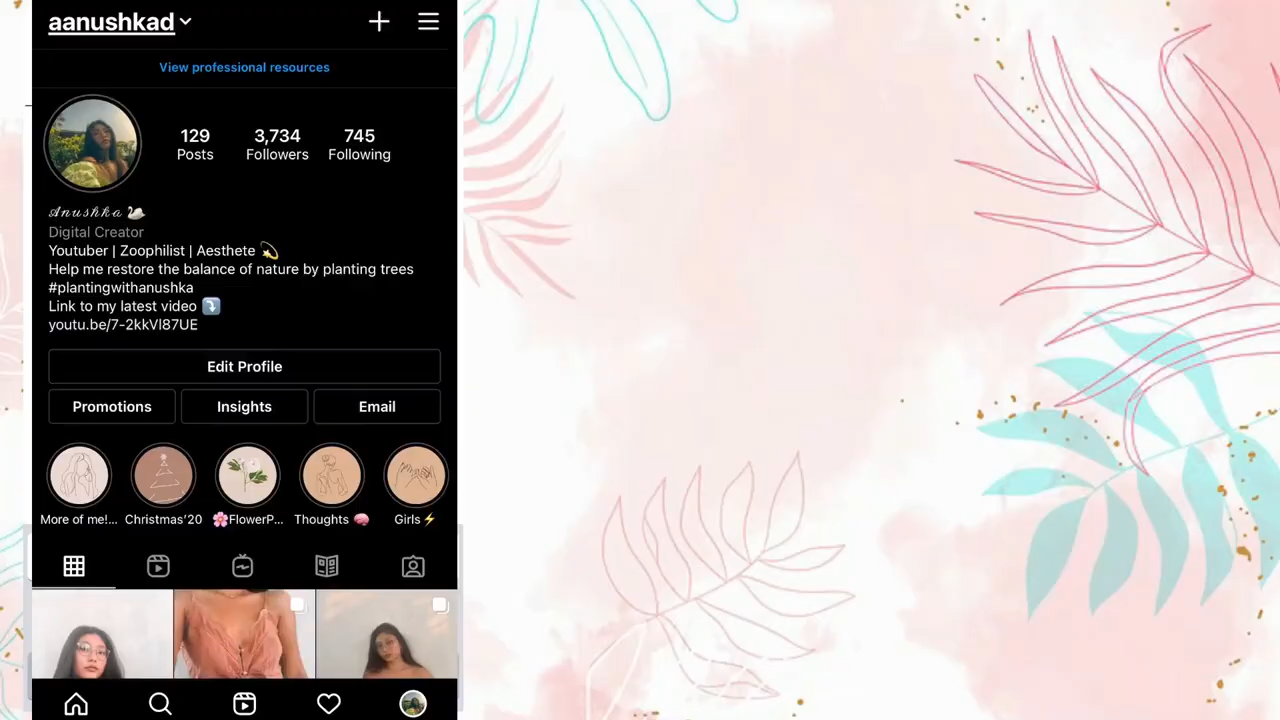 aanushkad
View professional resources
129
Posts
3,734
Followers
745
Following
𝒜𝓃𝓊𝓈𝒽𝓀𝒶 🦢
Digital Creator
Youtuber | Zoophilist | Aesthete 💫
Help me restore the balance of nature by planting trees
#plantingwithanushka
Link to my latest video ⤵️
youtu.be/7-2kkVl87UE
Edit Profile
Promotions
Insights
Email
More of me!...
Christmas'20
🌸FlowerP...
Thoughts 🧠
Girls⚡